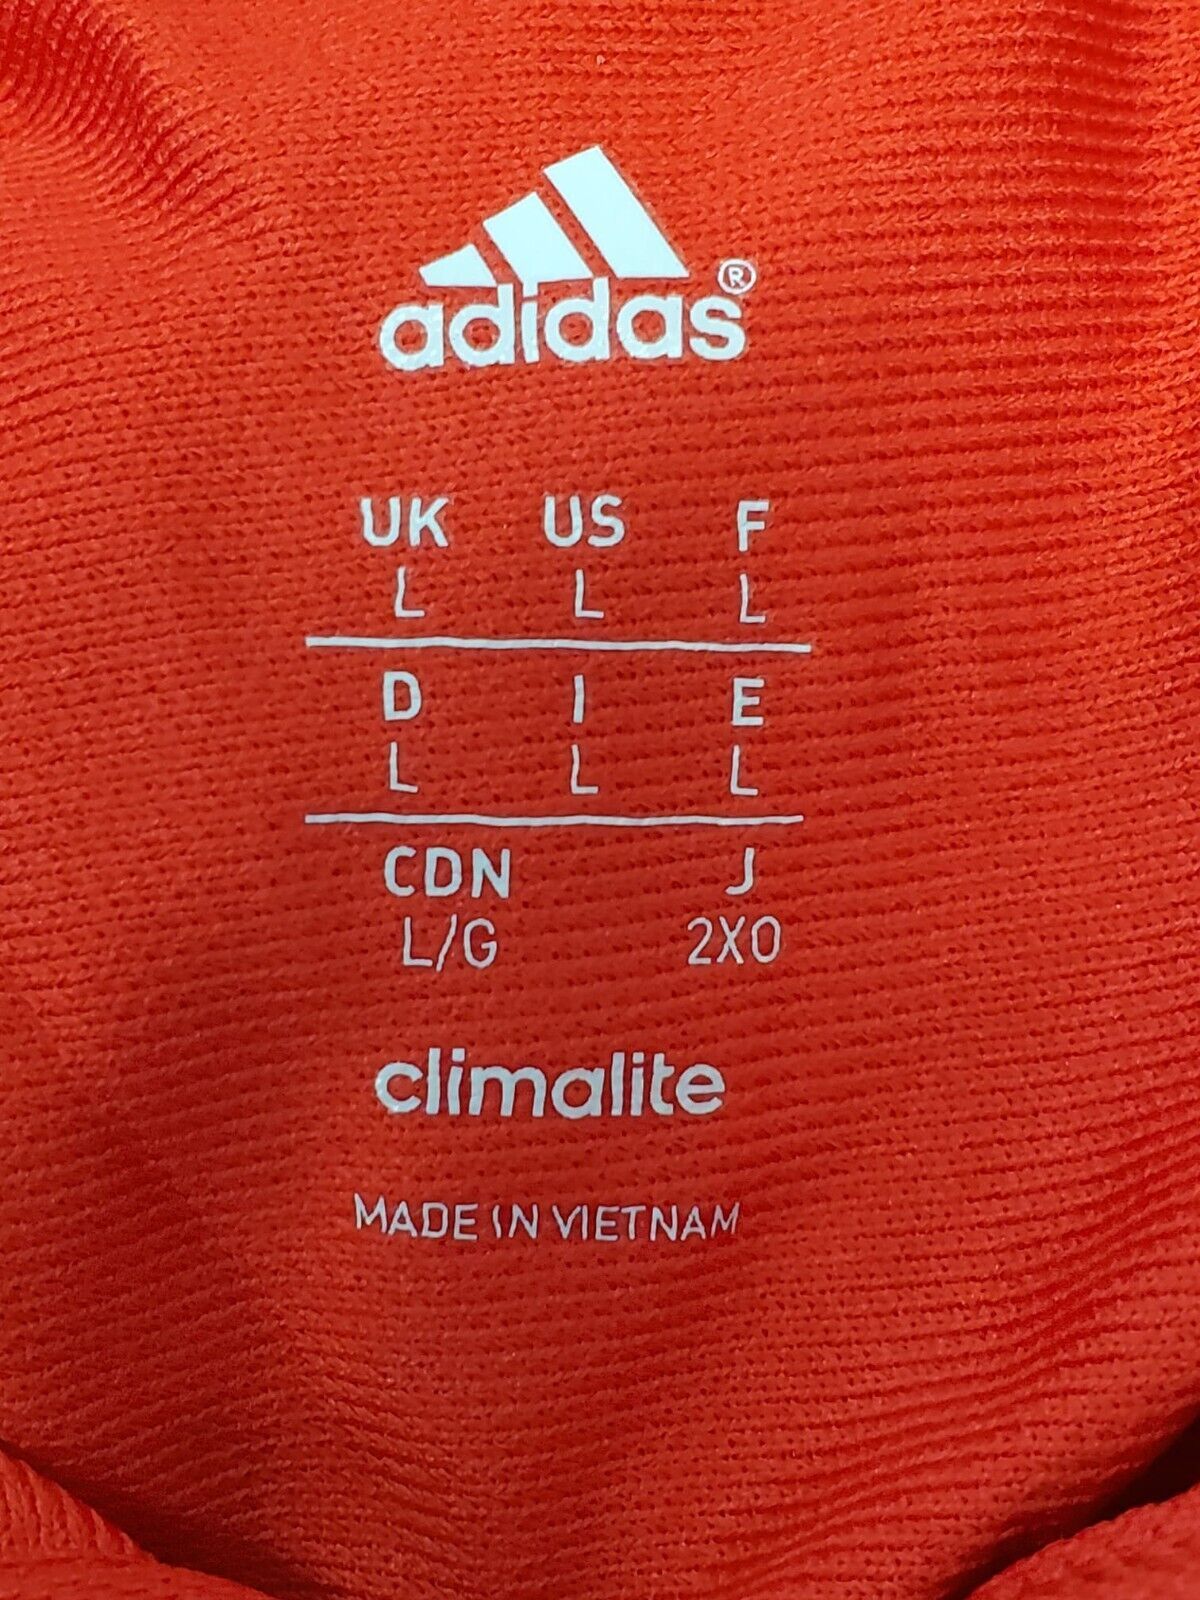 adidas®
UK US F
L L L
D I E
L L L
CDN J
L/G 2XO
climalite
MADE IN VIETNAM